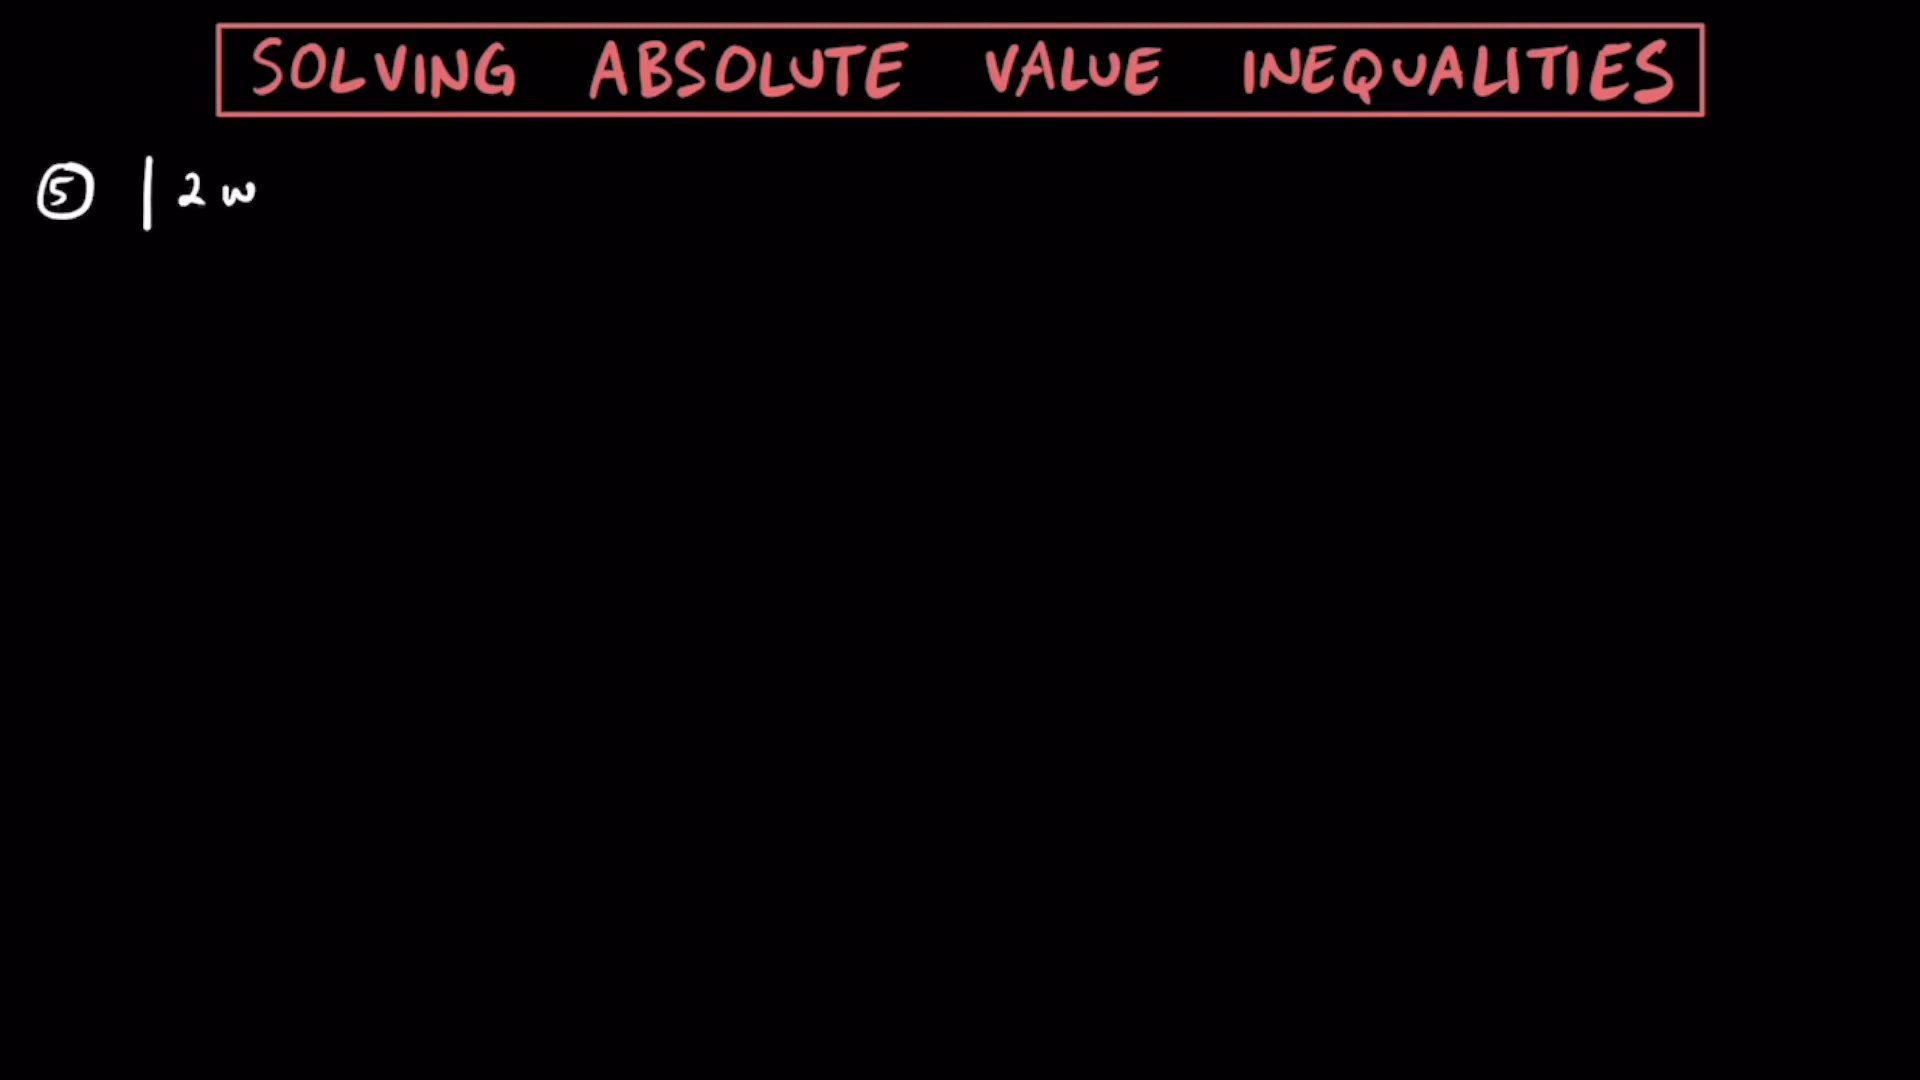 SOLVING ABSOLUTE VALUE INEQUALITIES
⑤ | 2w